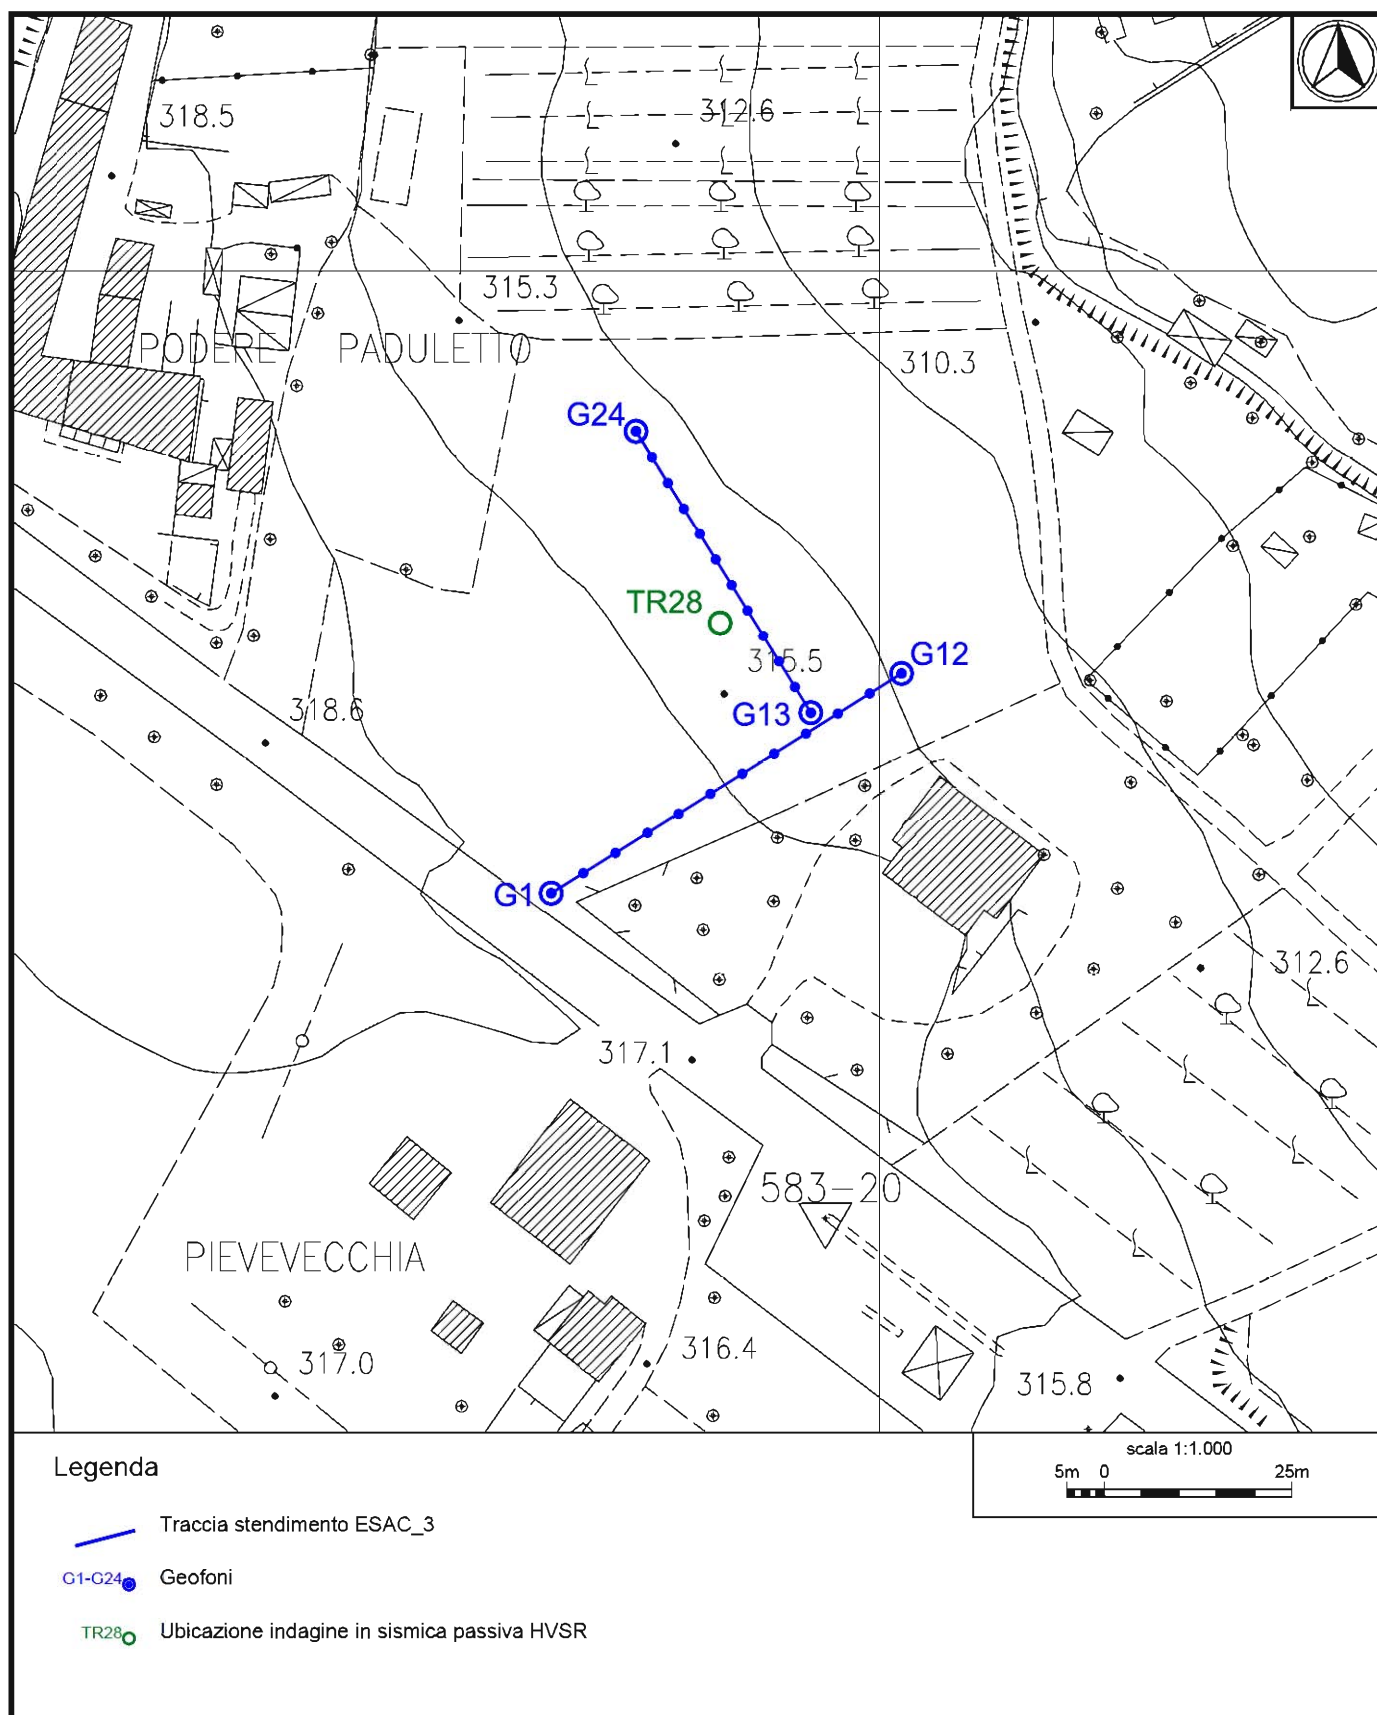 318.5
312.6
315.3
PODERE PADULETTO
310.3
G24
TR28
315.5
G12
G13
318.6
G1
312.6
317.1
583-20
PIEVEVECCHIA
317.0
316.4
315.8
Legenda
Traccia stendimento ESAC_3
G1-G24 Geofoni
TR28 Ubicazione indagine in sismica passiva HVSR
scala 1:1.000
5m 0 25m